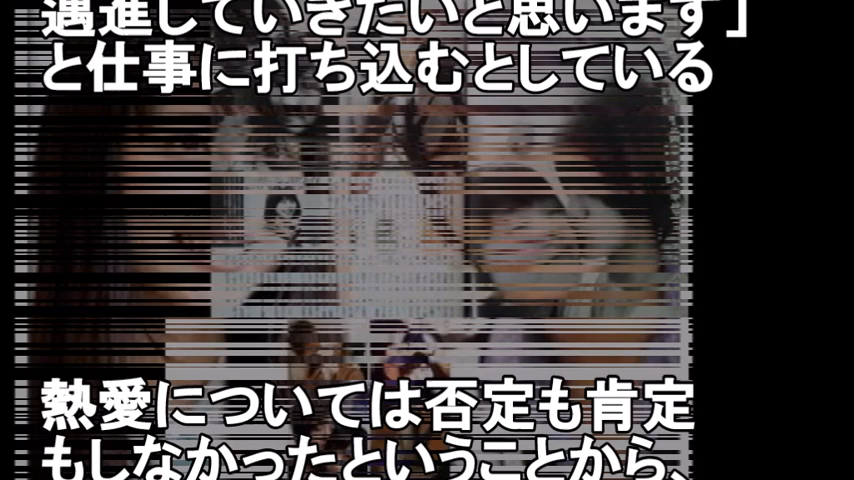 邁進していきたいと思います」
と仕事に打ち込むとしている
熱愛については否定も肯定
もしなかったということから、